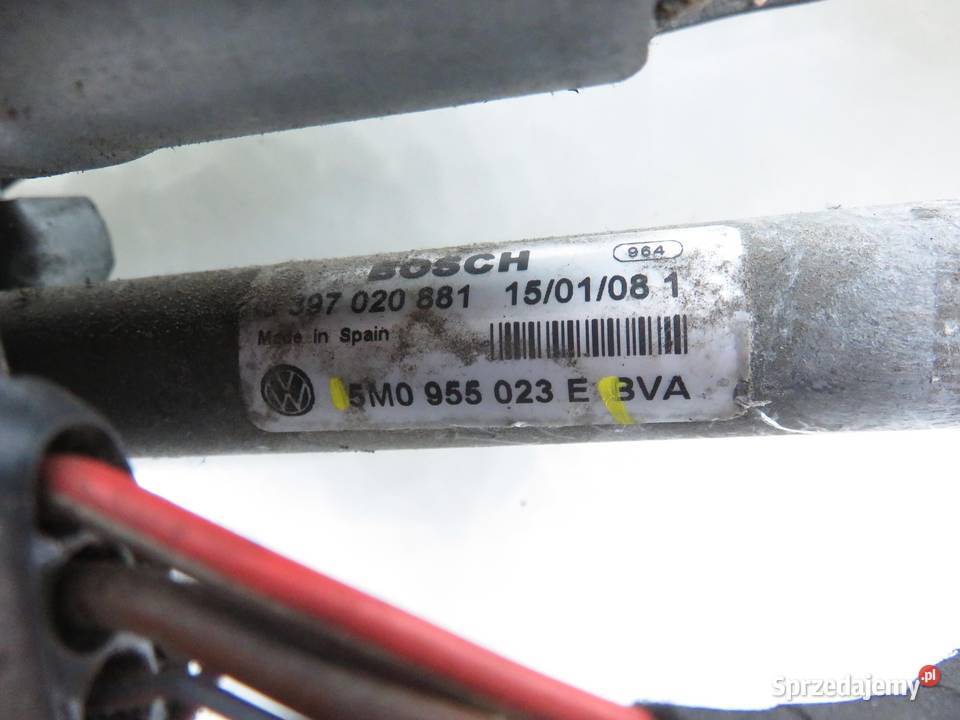 BOSCH 964
397 020 881 15/01/08 1
Made in Spain
5M0 955 023 E BVA
Sprzedajemy.pl